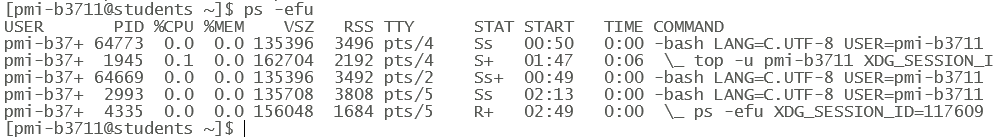 [pmi-b3711@students ~]$ ps -efu
USER PID %CPU %MEM VSZ RSS TTY STAT START TIME COMMAND
pmi-b37+ 64773 0.0 0.0 135396 3496 pts/4 Ss 00:50 0:00 -bash LANG=C.UTF-8 USER=pmi-b3711
pmi-b37+ 1945 0.1 0.0 162704 2192 pts/4 S+ 01:47 0:06 \_ top -u pmi-b3711 XDG_SESSION_I
pmi-b37+ 64669 0.0 0.0 135396 3492 pts/2 Ss+ 00:49 0:00 -bash LANG=C.UTF-8 USER=pmi-b3711
pmi-b37+ 2993 0.0 0.0 135708 3808 pts/5 Ss 02:13 0:00 -bash LANG=C.UTF-8 USER=pmi-b3711
pmi-b37+ 4335 0.0 0.0 156048 1684 pts/5 R+ 02:49 0:00 \_ ps -efu XDG_SESSION_ID=117609
[pmi-b3711@students ~]$